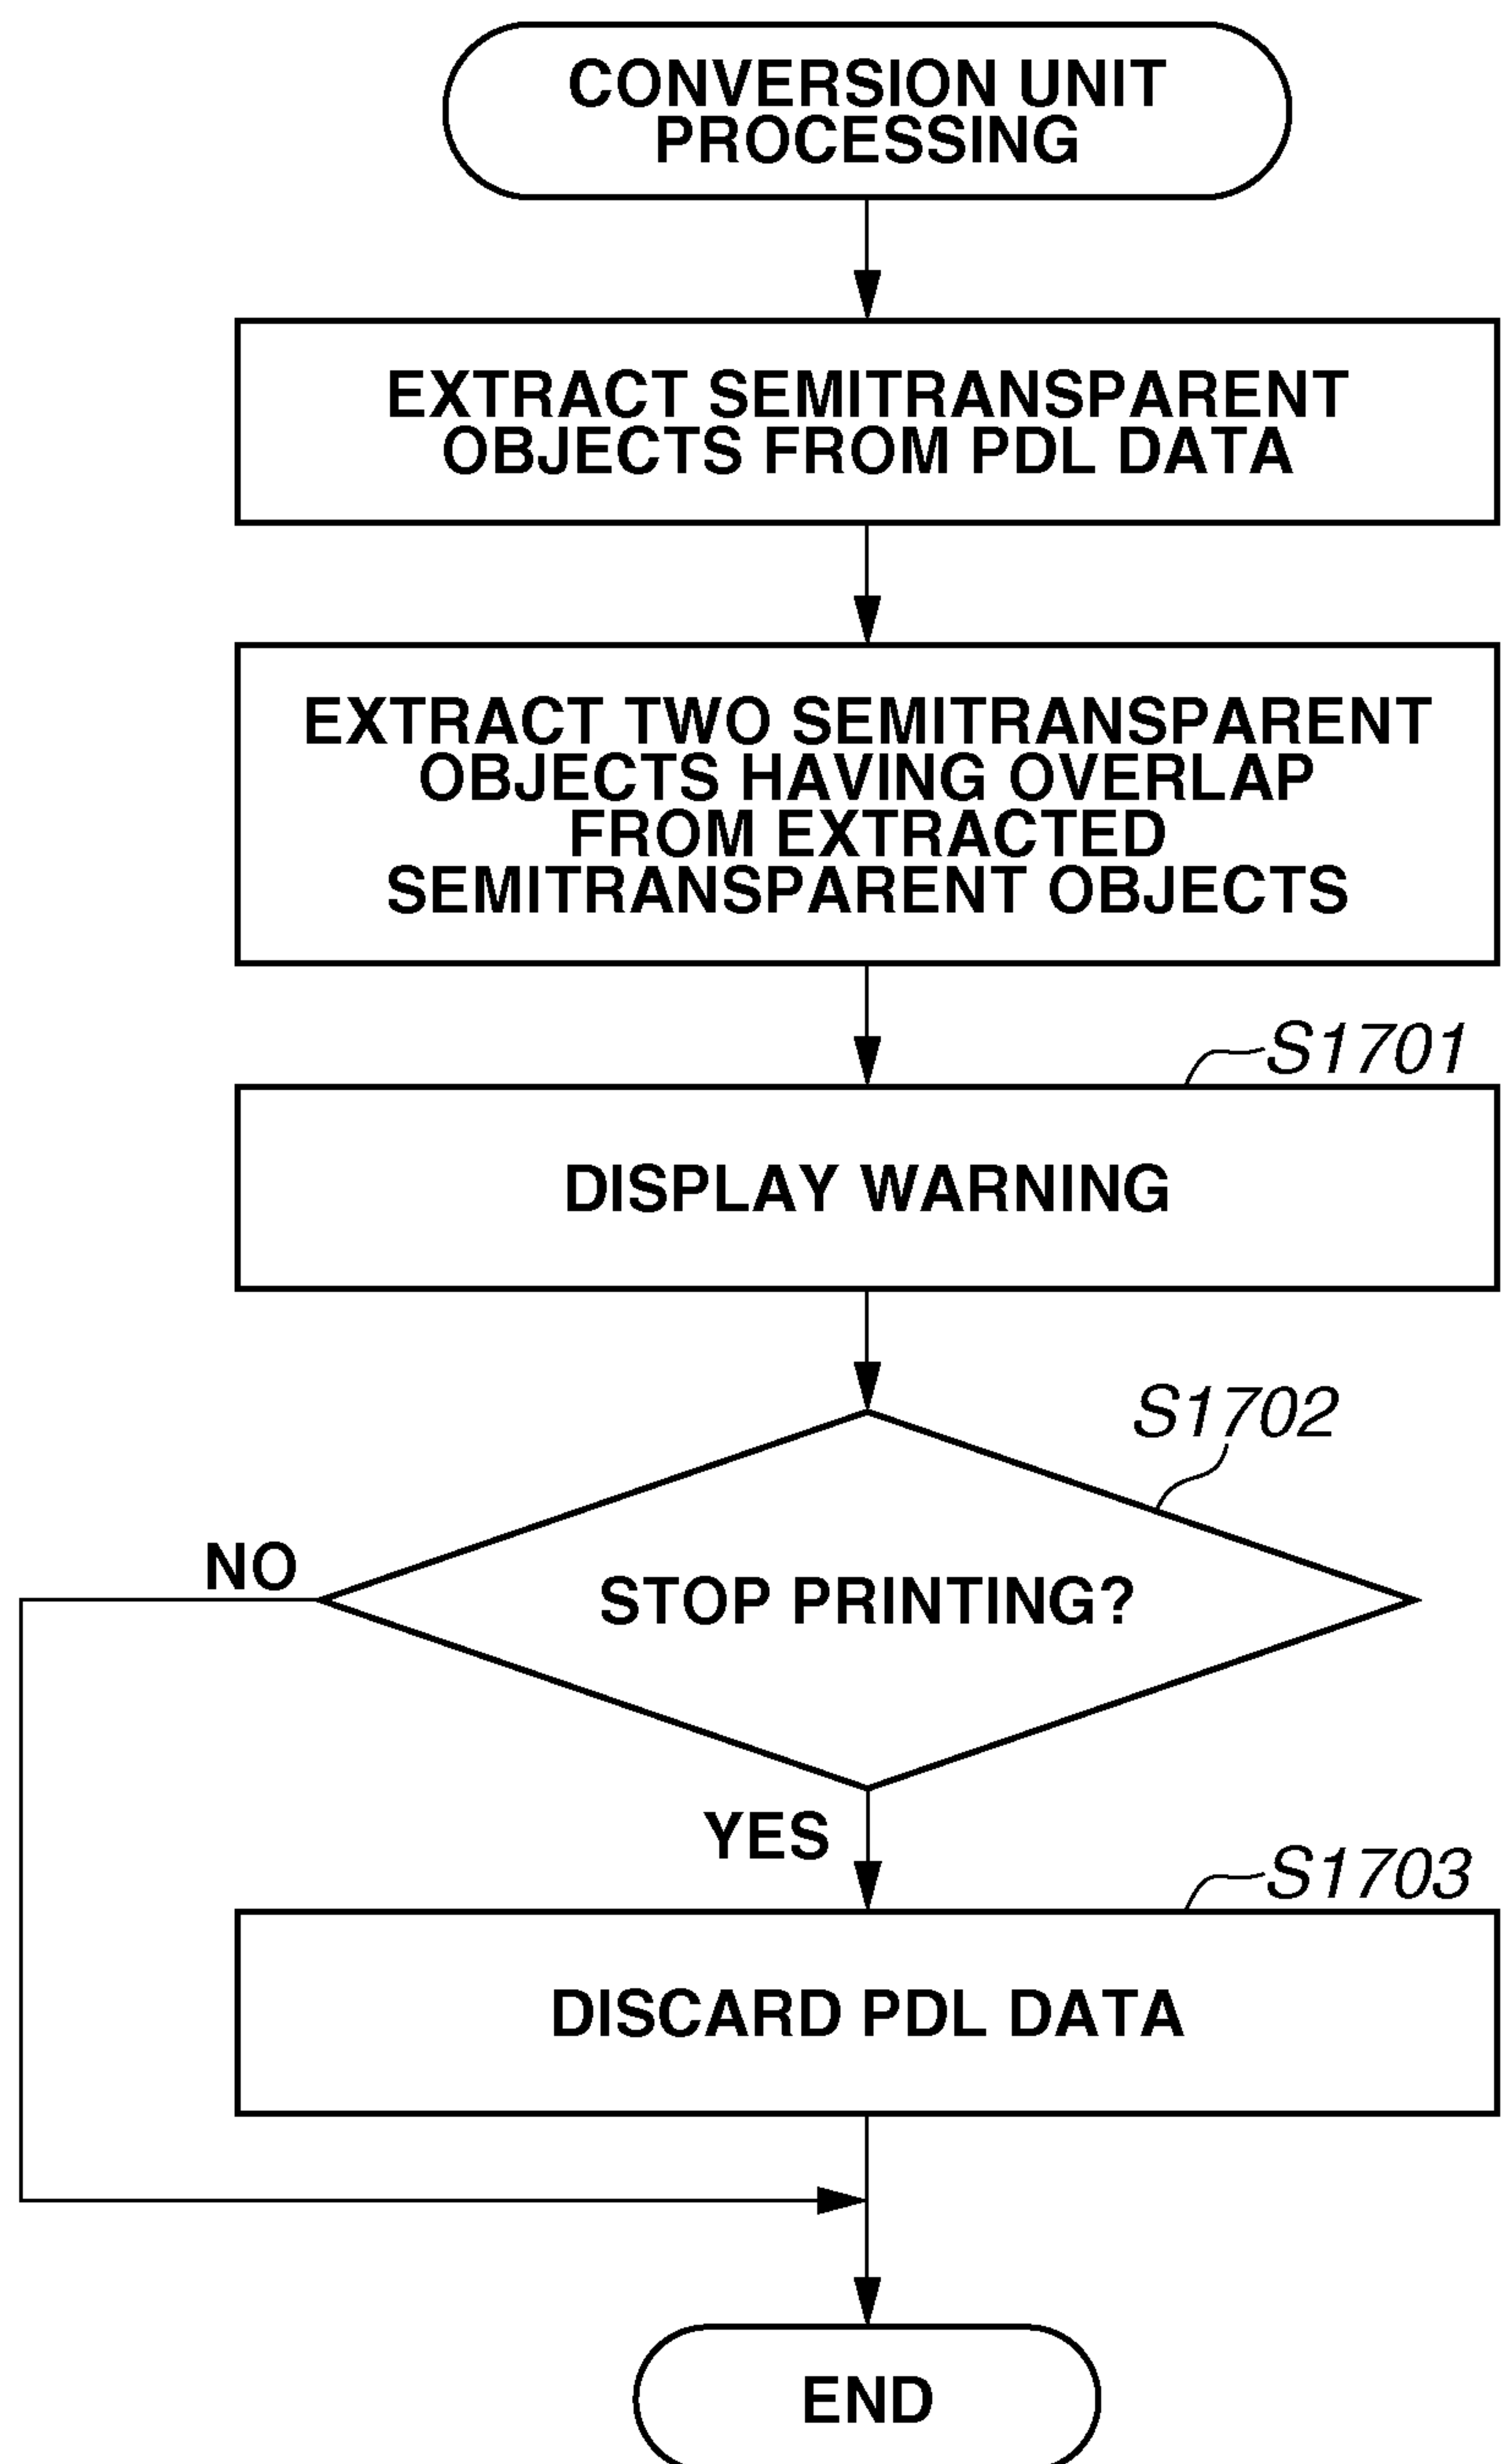 CONVERSION UNIT
PROCESSING
EXTRACT SEMITRANSPARENT
OBJECTS FROM PDL DATA
EXTRACT TWO SEMITRANSPARENT
OBJECTS HAVING OVERLAP
FROM EXTRACTED
SEMITRANSPARENT OBJECTS
S1701
DISPLAY WARNING
S1702
NO
STOP PRINTING?
YES
S1703
DISCARD PDL DATA
END